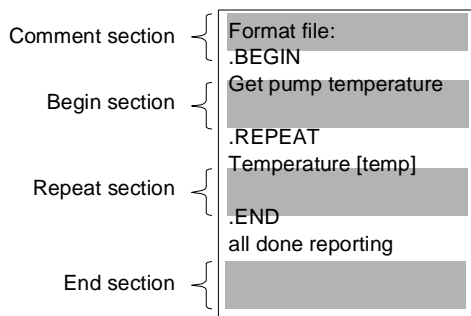 Comment section
Format file:
.BEGIN
Begin section
Get pump temperature
.REPEAT
Temperature [temp]
Repeat section
.END
all done reporting
End section